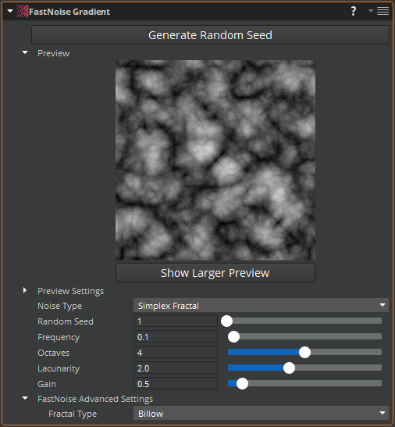 FastNoise Gradient ?
Generate Random Seed
Preview
Show Larger Preview
Preview Settings
Noise Type Simplex Fractal
Random Seed 1
Frequency 0.1
Octaves 4
Lacunarity 2.0
Gain 0.5
FastNoise Advanced Settings
Fractal Type Billow